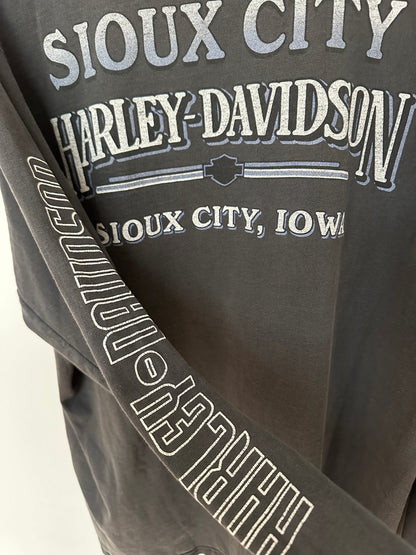 SIOUX CITY
HARLEY-DAVIDSON
SIOUX CITY, IOWA
HARLEY-DAVIDSON